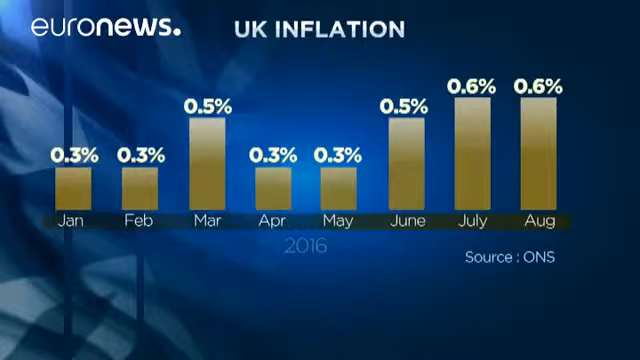 euronews.
UK INFLATION
0.3% 0.3% 0.5% 0.3% 0.3% 0.5% 0.6% 0.6%
Jan Feb Mar Apr May June July Aug
2016
Source : ONS